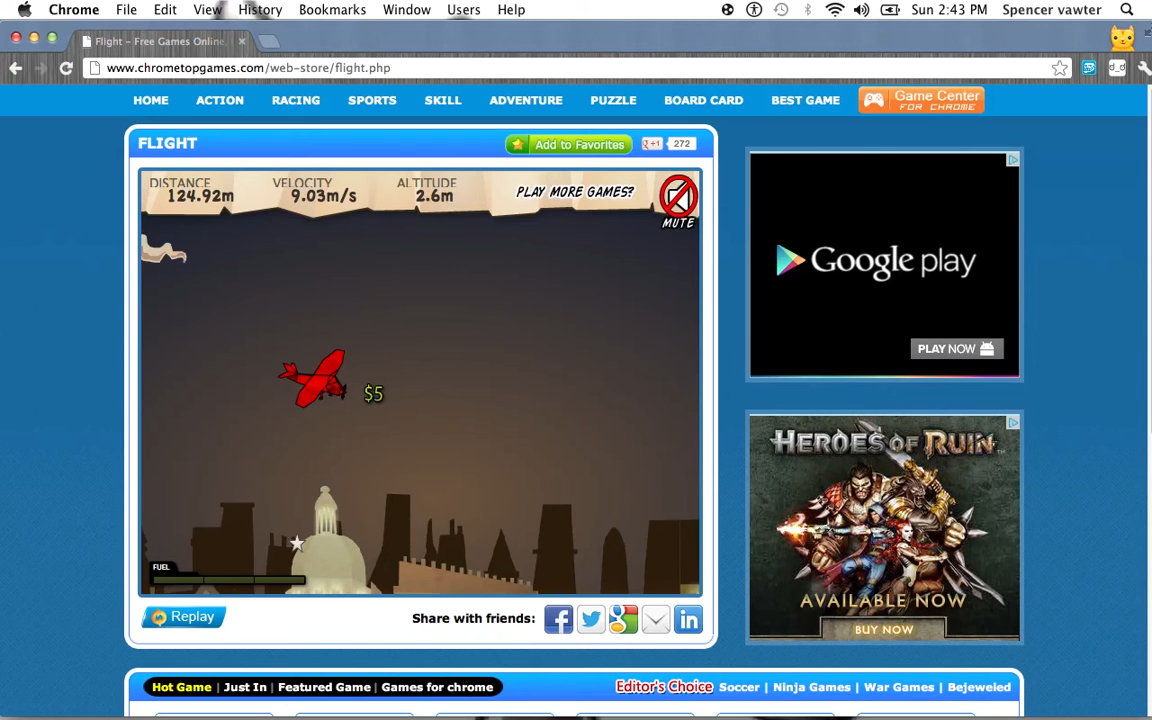 Chrome File Edit View History Bookmarks Window Users Help Sun 2:43 PM Spencer vawter
Flight – Free Games Online
www.chrometopgames.com/web-store/flight.php
HOME ACTION RACING SPORTS SKILL ADVENTURE PUZZLE BOARD CARD BEST GAME Game Center
FOR CHROME
FLIGHT Add to Favorites +1 272
DISTANCE VELOCITY ALTITUDE
124.92m 9.03m/s 2.6m
PLAY MORE GAMES?
MUTE
$5
FUEL
Replay Share with friends:
Google play
PLAY NOW
HEROES OF RUIN
AVAILABLE NOW
BUY NOW
Hot Game | Just In | Featured Game | Games for chrome Editor's Choice Soccer | Ninja Games | War Games | Bejeweled